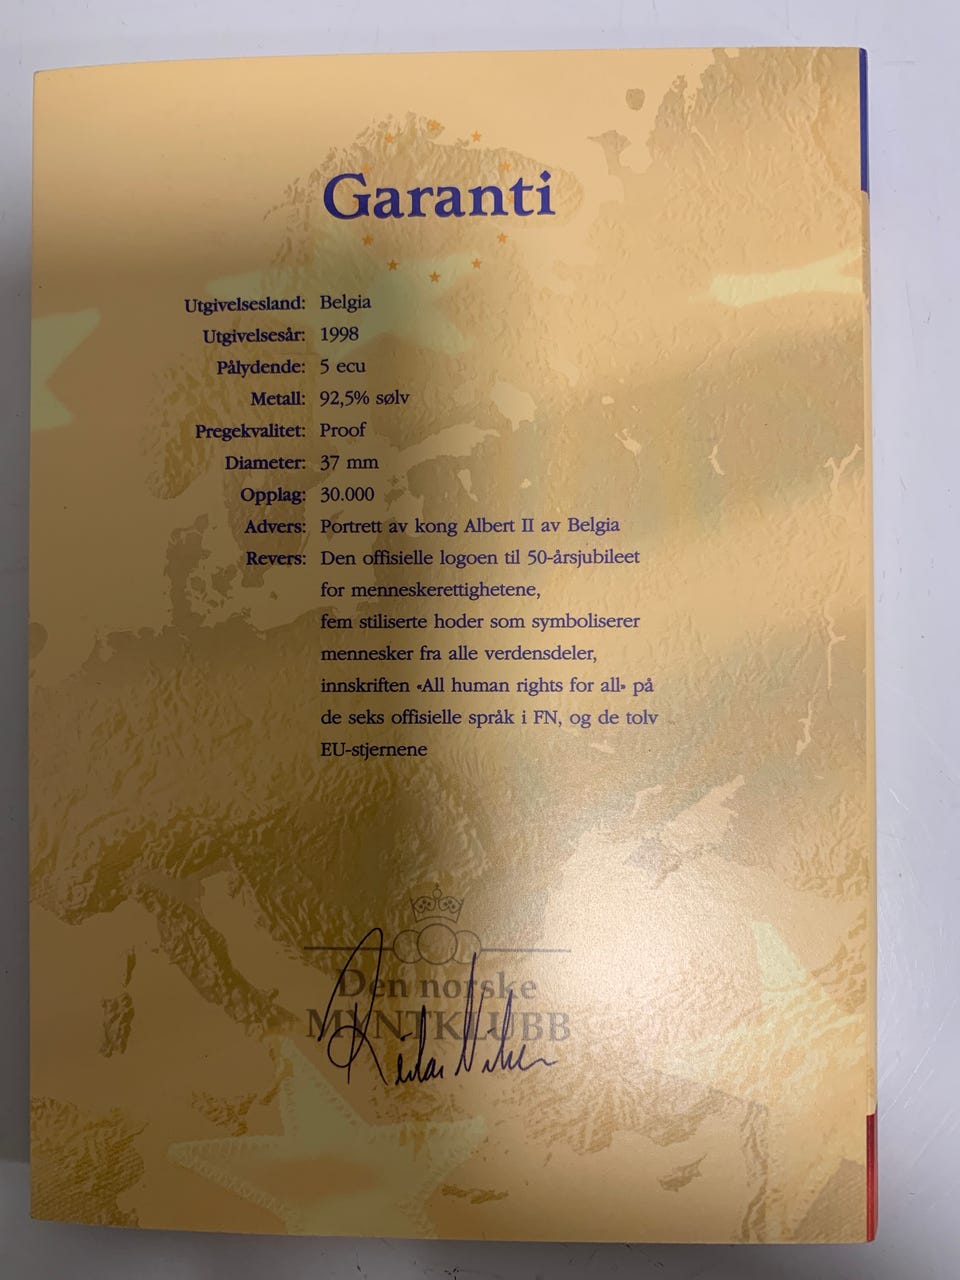 Garanti
Utgivelsesland: Belgia
Utgivelsesår: 1998
Pålydende: 5 ecu
Metall: 92,5% sølv
Pregekvalitet: Proof
Diameter: 37 mm
Opplag: 30.000
Advers: Portrett av kong Albert II av Belgia
Revers: Den offisielle logoen til 50-årsjubileet
for menneskerettighetene,
fem stiliserte hoder som symboliserer
mennesker fra alle verdensdeler,
innskriften «All human rights for all» på
de seks offisielle språk i FN, og de tolv
EU-stjernene
Den norske
MYNTKLUBB